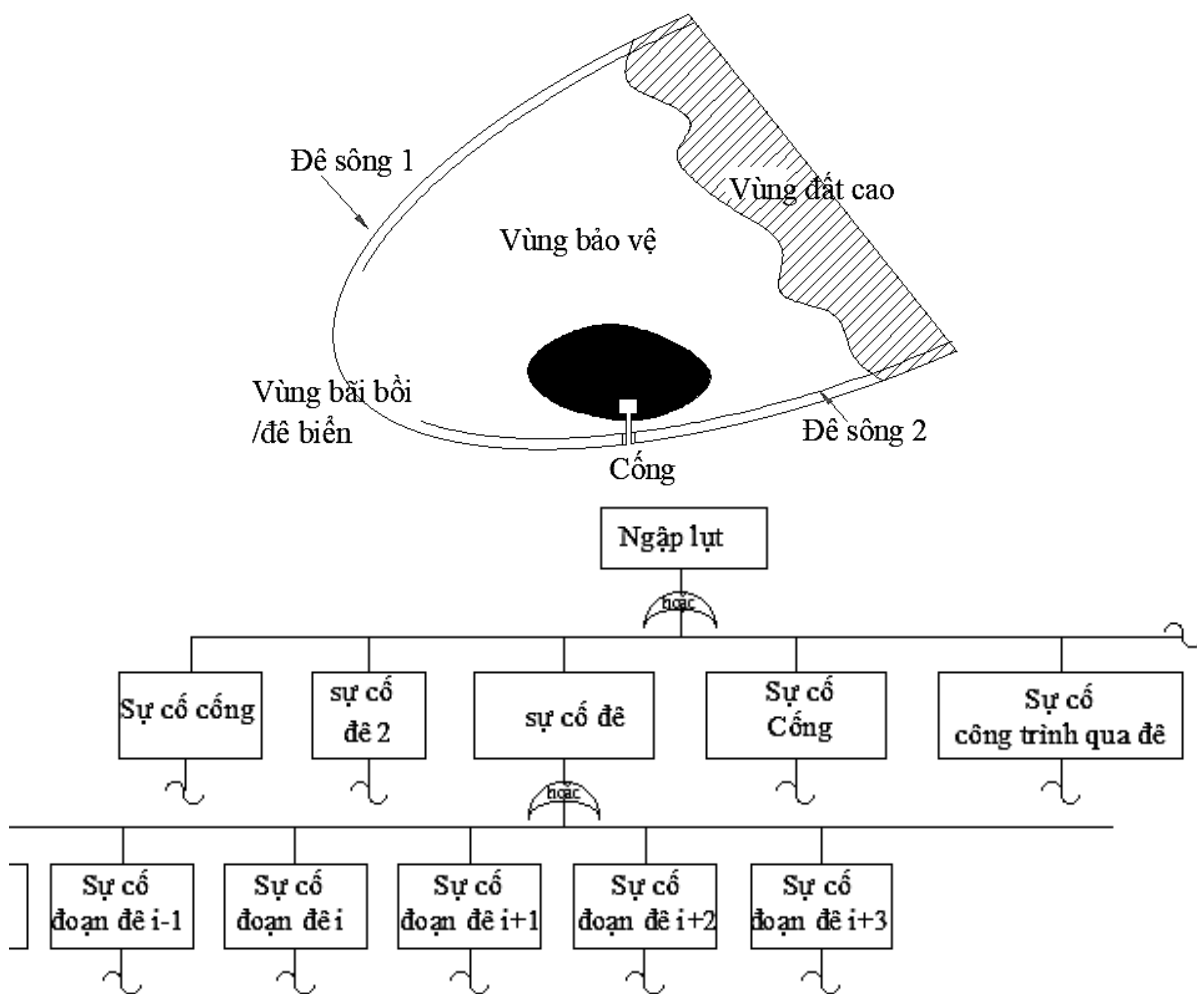 Đê sông 1
Vùng đất cao
Vùng bảo vệ
Vùng bãi bồi
/đê biển
Đê sông 2
Cống
Ngập lụt
hoặc
Sự cố cống
sự cố
đê 2
sự cố đê
Sự cố
Cống
Sự cố
công trình qua đê
hoặc
Sự cố
đoạn đê i-1
Sự cố
đoạn đê i
Sự cố
đoạn đê i+1
Sự cố
đoạn đê i+2
Sự cố
đoạn đê i+3